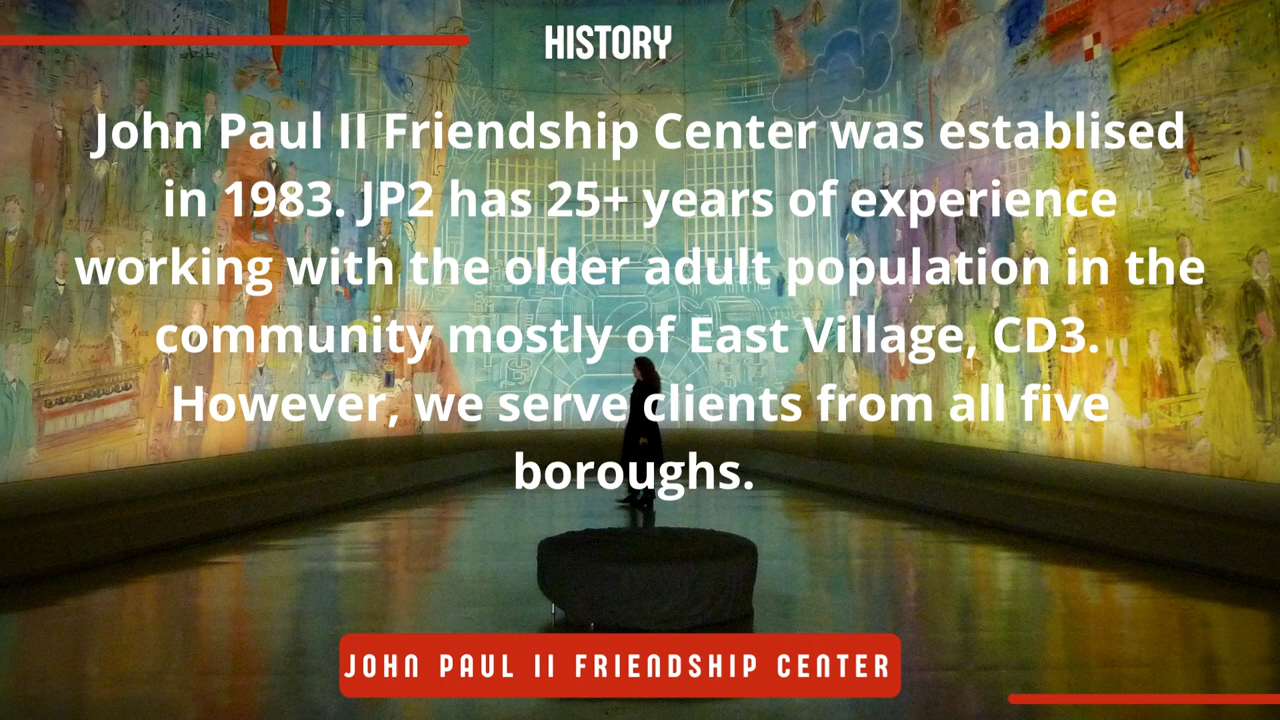 HISTORY
John Paul II Friendship Center was establised
in 1983. JP2 has 25+ years of experience
working with the older adult population in the
community mostly of East Village, CD3.
However, we serve clients from all five
boroughs.
JOHN PAUL II FRIENDSHIP CENTER